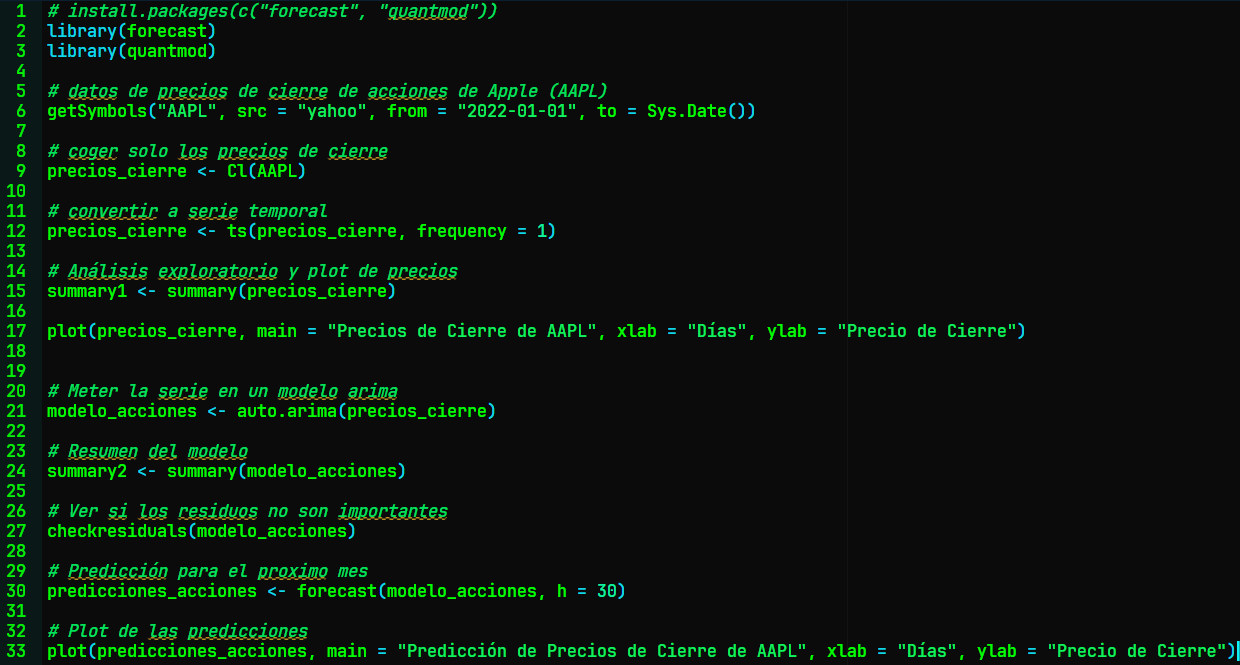 1 # install.packages(c("forecast", "quantmod"))
2 library(forecast)
3 library(quantmod)
4
5 # datos de precios de cierre de acciones de Apple (AAPL)
6 getSymbols("AAPL", src = "yahoo", from = "2022-01-01", to = Sys.Date())
7
8 # coger solo los precios de cierre
9 precios_cierre <- Cl(AAPL)
10
11 # convertir a serie temporal
12 precios_cierre <- ts(precios_cierre, frequency = 1)
13
14 # Análisis exploratorio y plot de precios
15 summary1 <- summary(precios_cierre)
16
17 plot(precios_cierre, main = "Precios de Cierre de AAPL", xlab = "Días", ylab = "Precio de Cierre")
18
19
20 # Meter la serie en un modelo arima
21 modelo_acciones <- auto.arima(precios_cierre)
22
23 # Resumen del modelo
24 summary2 <- summary(modelo_acciones)
25
26 # Ver si los residuos no son importantes
27 checkresiduals(modelo_acciones)
28
29 # Predicción para el proximo mes
30 predicciones_acciones <- forecast(modelo_acciones, h = 30)
31
32 # Plot de las predicciones
33 plot(predicciones_acciones, main = "Predicción de Precios de Cierre de AAPL", xlab = "Días", ylab = "Precio de Cierre")